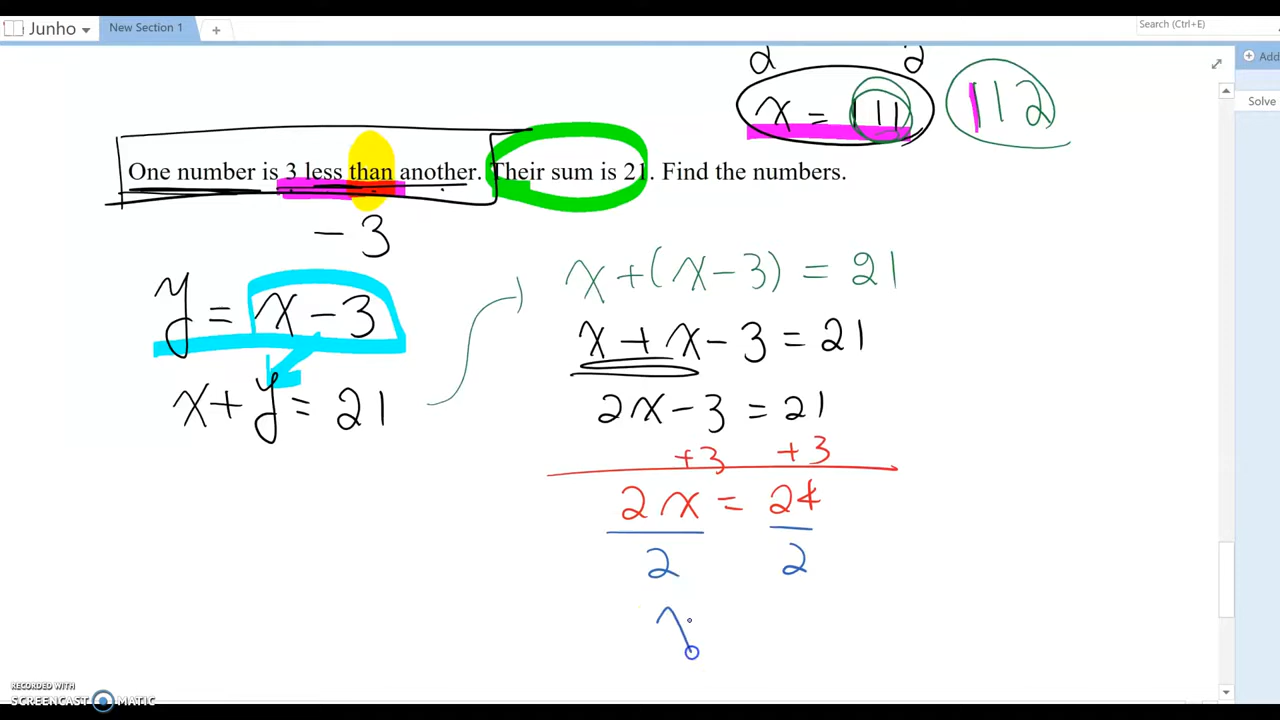 Junho
New Section 1
+
Search (Ctrl+E)
Add
Solve
2 2
x = 11 112
One number is 3 less than another. Their sum is 21. Find the numbers.
- 3
y = x - 3
x + y = 21
x + (x - 3) = 21
x + x - 3 = 21
2x - 3 = 21
+3 +3
2x = 24
2 2
RECORDED WITH
SCREENCAST MATIC